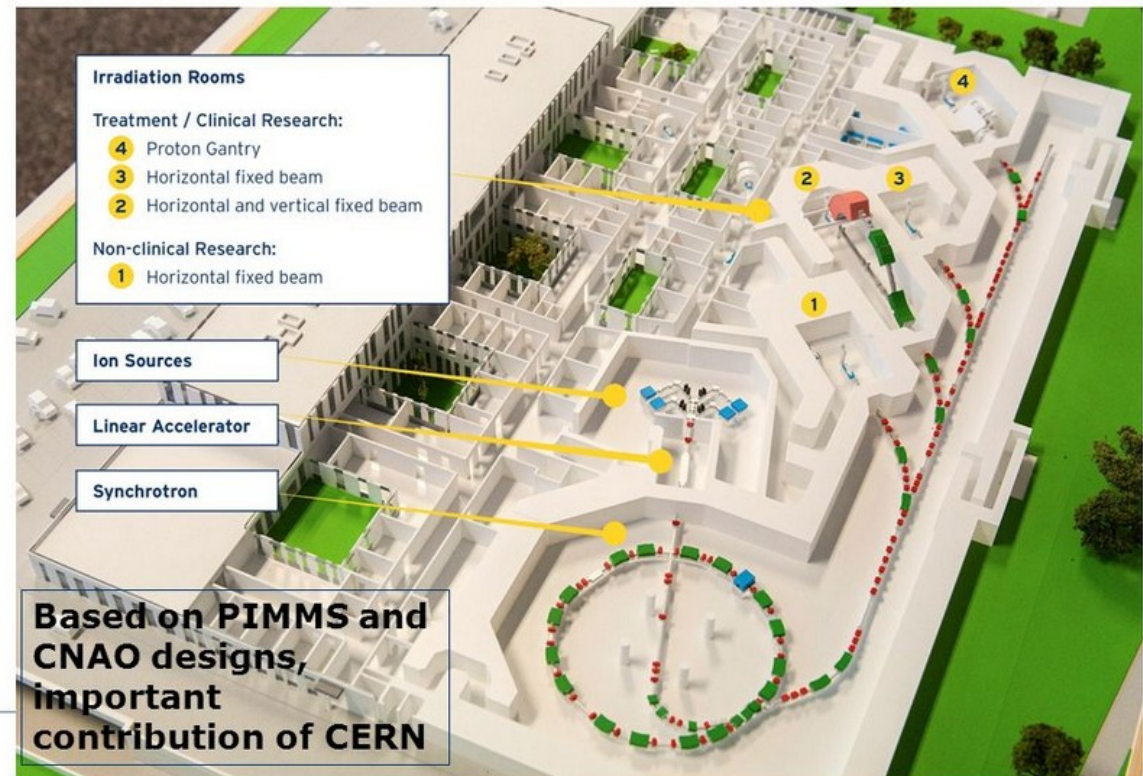 Irradiation Rooms
Treatment / Clinical Research:
4 Proton Gantry
3 Horizontal fixed beam
2 Horizontal and vertical fixed beam
Non-clinical Research:
1 Horizontal fixed beam
4
2
3
1
Ion Sources
Linear Accelerator
Synchrotron
Based on PIMMS and
CNAO designs,
important
contribution of CERN